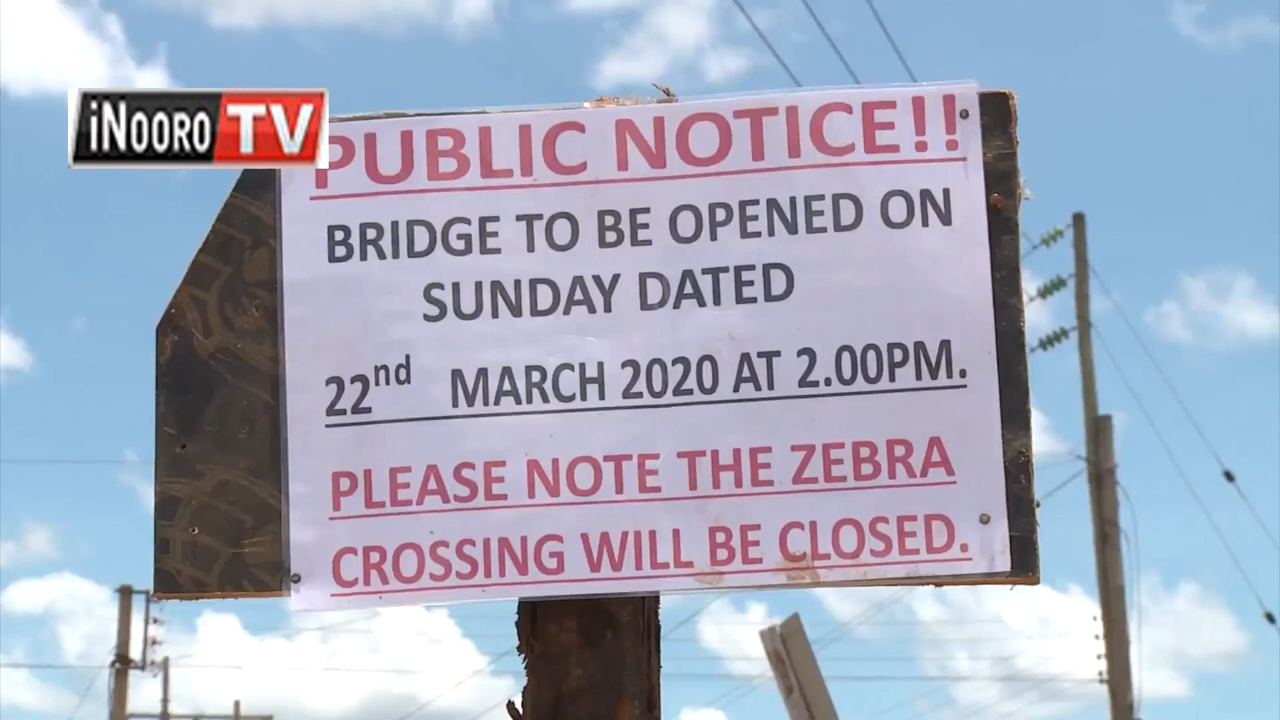 iNOORO TV
PUBLIC NOTICE!!
BRIDGE TO BE OPENED ON
SUNDAY DATED
22nd MARCH 2020 AT 2.00PM.
PLEASE NOTE THE ZEBRA
CROSSING WILL BE CLOSED.